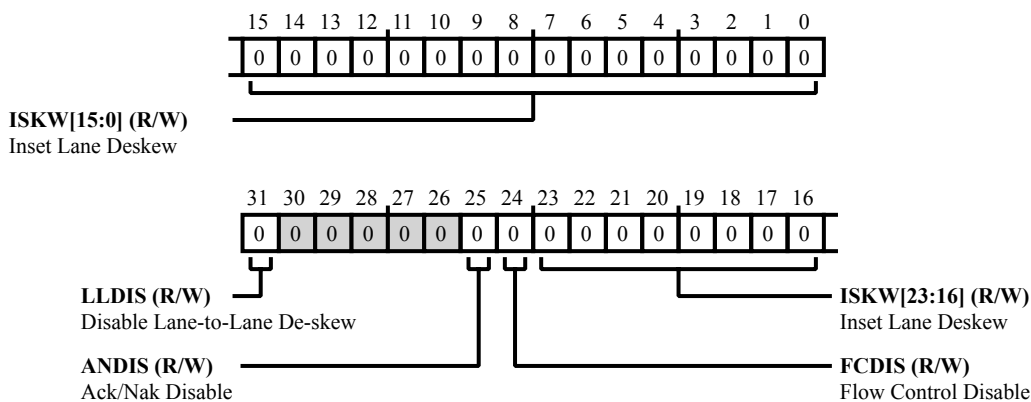 15 14 13 12 11 10 9 8 7 6 5 4 3 2 1 0
0 0 0 0 0 0 0 0 0 0 0 0 0 0 0 0
ISKW[15:0] (R/W)
Inset Lane Deskew
31 30 29 28 27 26 25 24 23 22 21 20 19 18 17 16
0 0 0 0 0 0 0 0 0 0 0 0 0 0 0 0
LLDIS (R/W)
Disable Lane-to-Lane De-skew
ISKW[23:16] (R/W)
Inset Lane Deskew
ANDIS (R/W)
Ack/Nak Disable
FCDIS (R/W)
Flow Control Disable